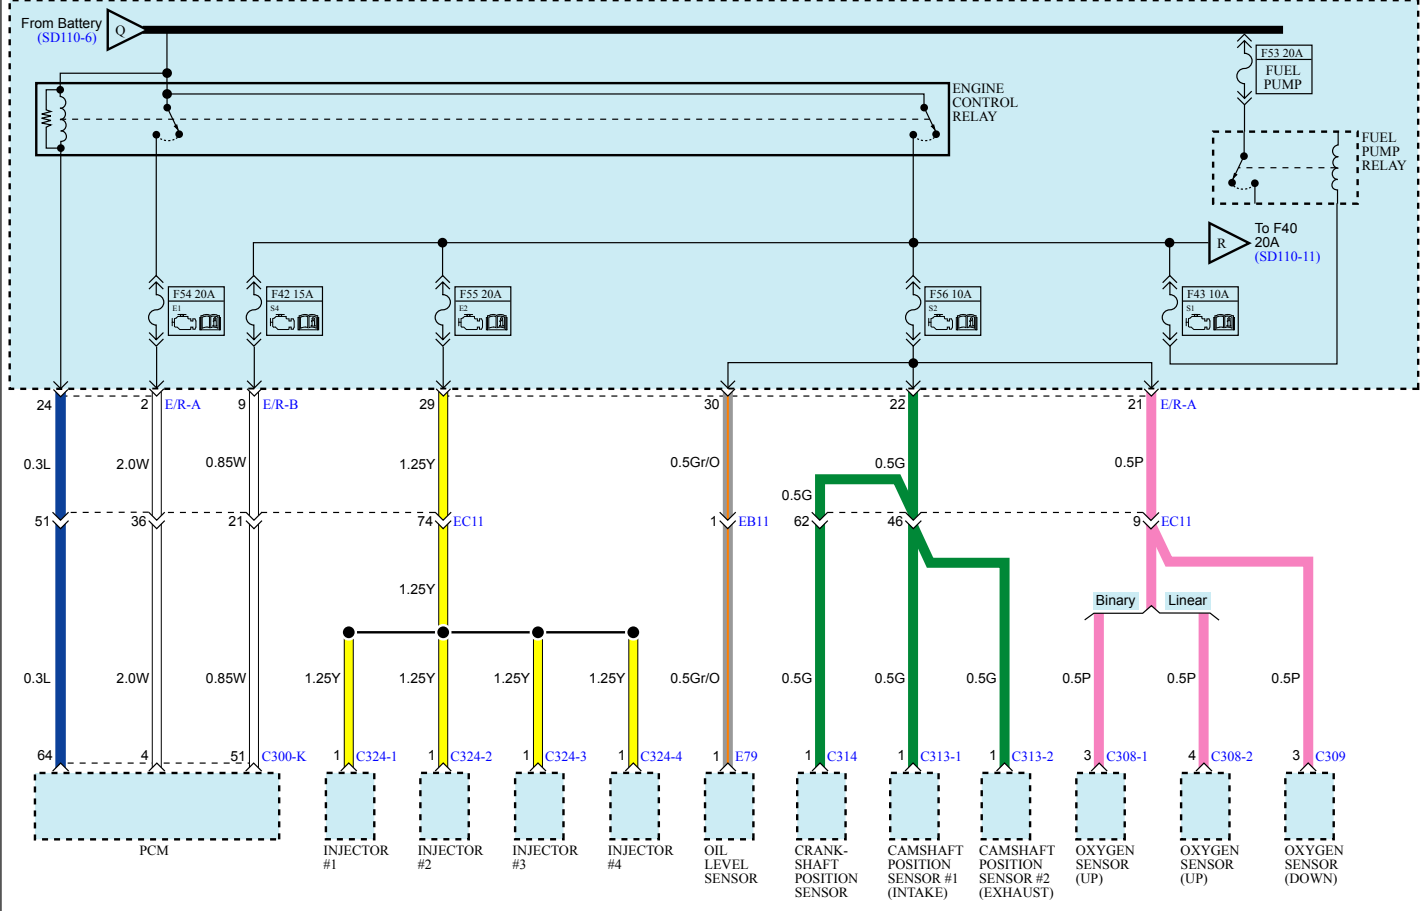 From Battery
(SD110-6)
Q
F53 20A
FUEL
PUMP
ENGINE
CONTROL
RELAY
FUEL
PUMP
RELAY
R
To F40
20A
(SD110-11)
F54 20A
E1
F42 15A
S4
F55 20A
E2
F56 10A
S2
F43 10A
S1
24 2 E/R-A 9 E/R-B 29 30 22 21 E/R-A
0.3L 2.0W 0.85W 1.25Y 0.5Gr/O 0.5G 0.5P
0.5G
51 36 21 74 EC11 1 EB11 62 46 9 EC11
1.25Y
Binary Linear
0.3L 2.0W 0.85W 1.25Y 1.25Y 1.25Y 1.25Y 0.5Gr/O 0.5G 0.5G 0.5G 0.5P 0.5P 0.5P
64 4 51 C300-K 1 C324-1 1 C324-2 1 C324-3 1 C324-4 1 E79 1 C314 1 C313-1 1 C313-2 3 C308-1 4 C308-2 3 C309
PCM
INJECTOR
#1
INJECTOR
#2
INJECTOR
#3
INJECTOR
#4
OIL
LEVEL
SENSOR
CRANK-
SHAFT
POSITION
SENSOR
CAMSHAFT
POSITION
SENSOR #1
(INTAKE)
CAMSHAFT
POSITION
SENSOR #2
(EXHAUST)
OXYGEN
SENSOR
(UP)
OXYGEN
SENSOR
(UP)
OXYGEN
SENSOR
(DOWN)